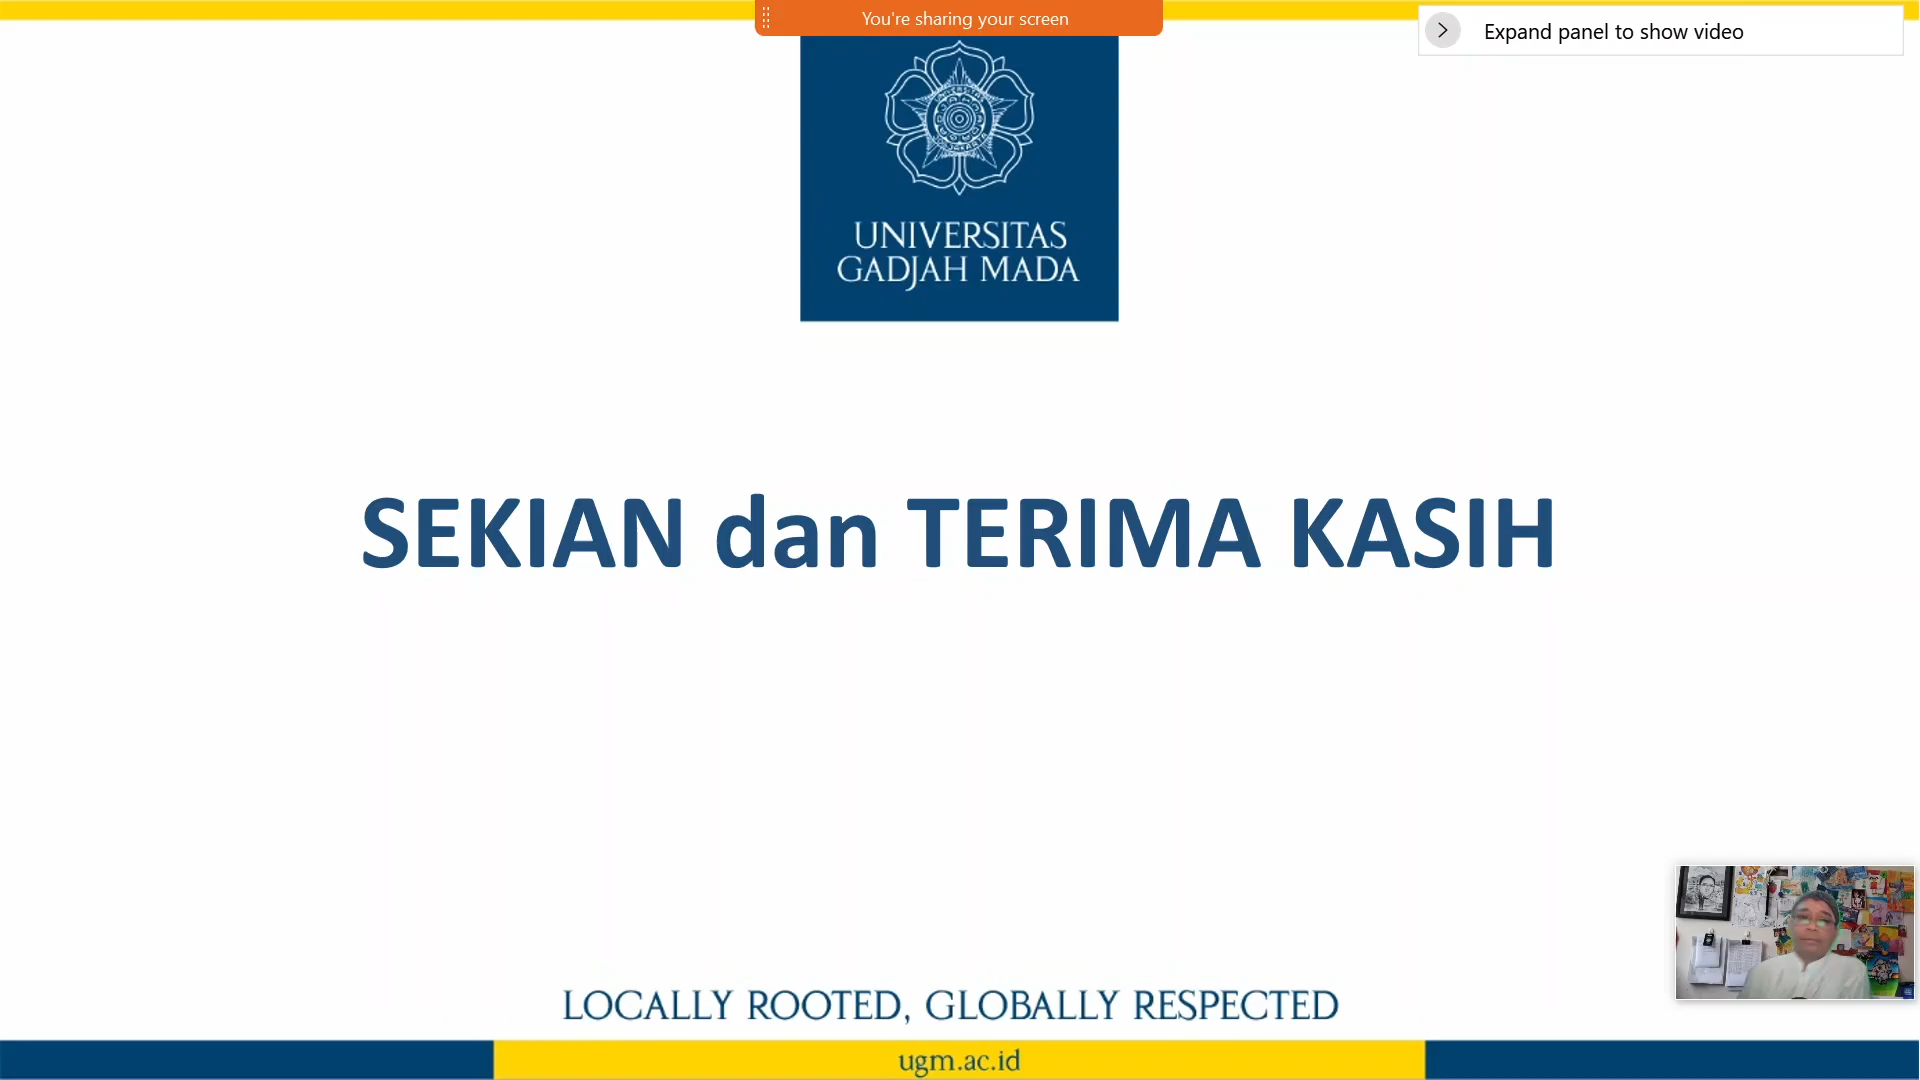 You're sharing your screen
Expand panel to show video
UNIVERSITAS
GADJAH MADA
SEKIAN dan TERIMA KASIH
LOCALLY ROOTED, GLOBALLY RESPECTED
ugm.ac.id